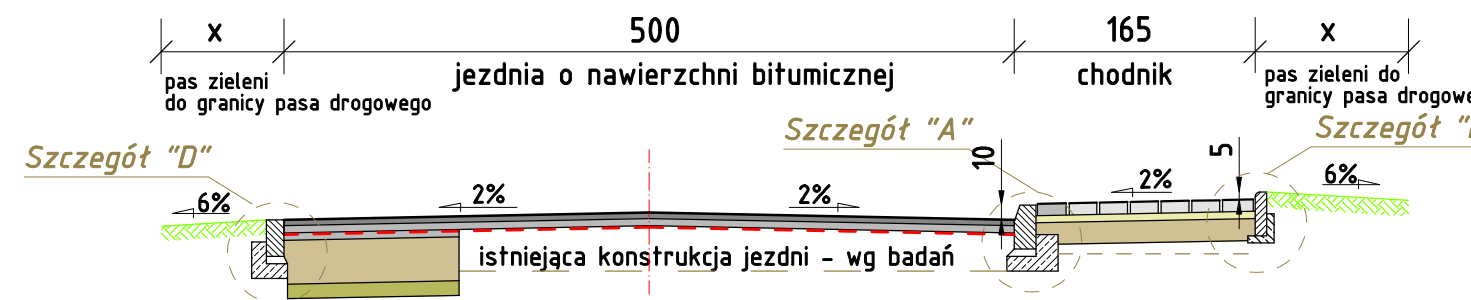 x 500 165 x
pas zieleni
do granicy pasa drogowego
jezdnia o nawierzchni bitumicznej
chodnik
pas zieleni do
granicy pasa
Szczegół "D"
Szczegół "A"
10
5
Szczegół
6% 2% 2% 2% 6%
istniejąca konstrukcja jezdni - wg badań